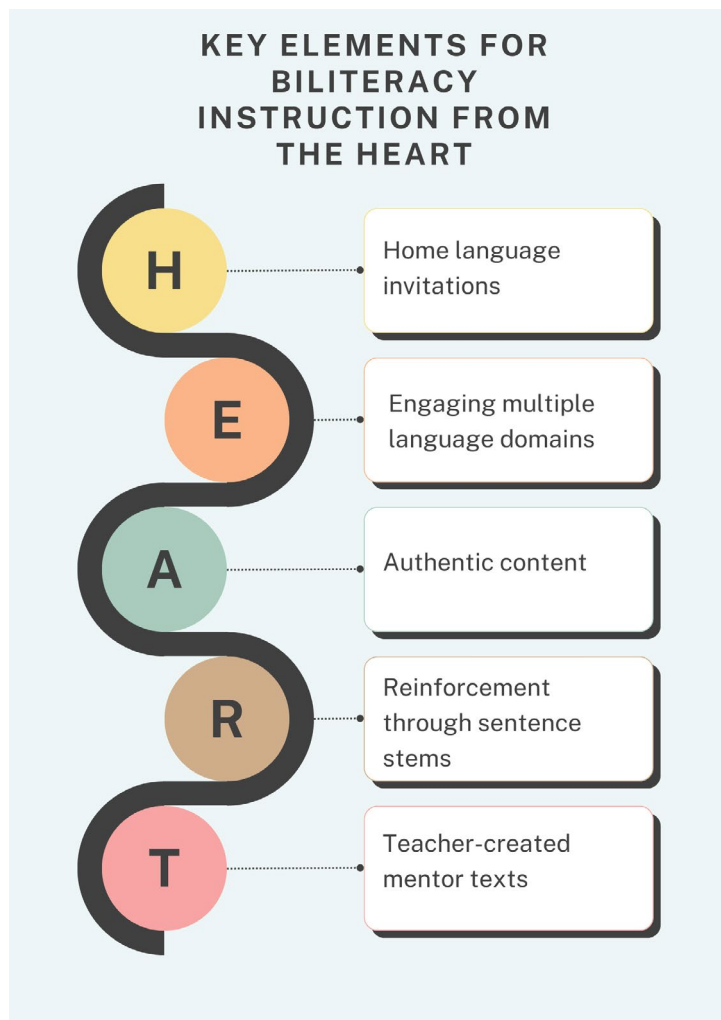 KEY ELEMENTS FOR
BILITERACY
INSTRUCTION FROM
THE HEART
H
Home language
invitations
E
Engaging multiple
language domains
A
Authentic content
R
Reinforcement
through sentence
stems
T
Teacher-created
mentor texts